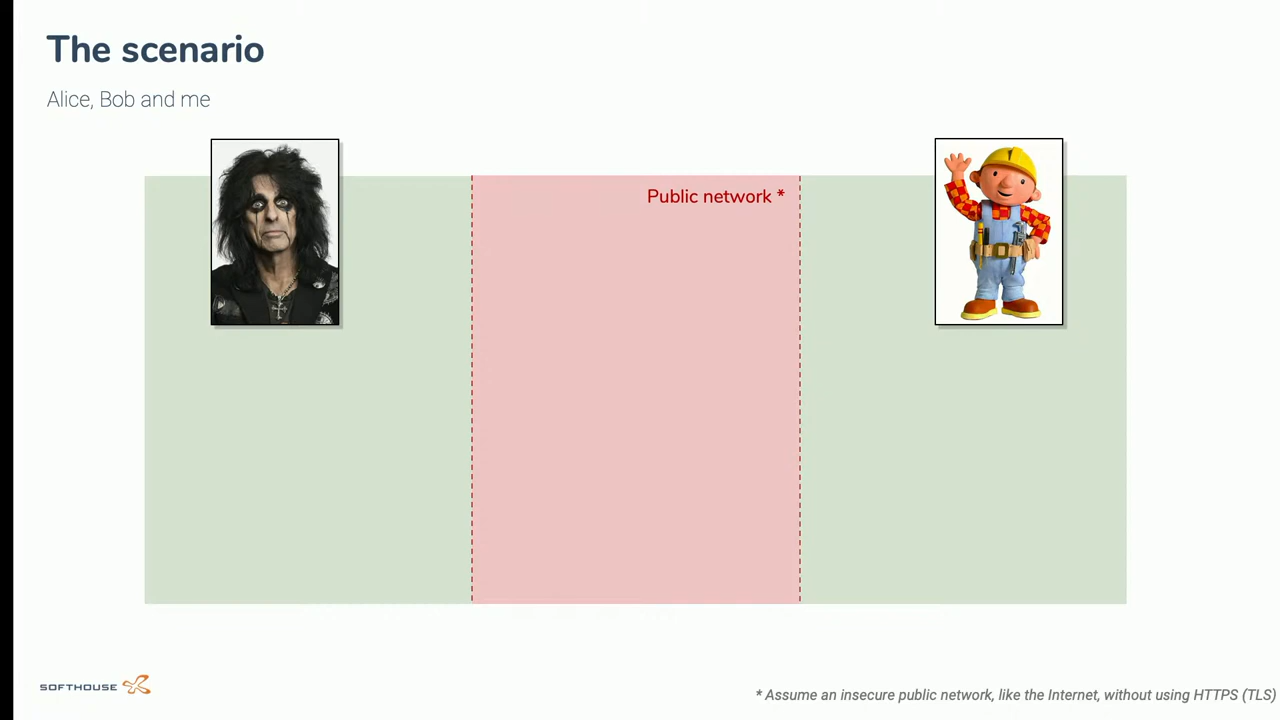 The scenario
Alice, Bob and me
Public network *
SOFTHOUSE
* Assume an insecure public network, like the Internet, without using HTTPS (TLS)